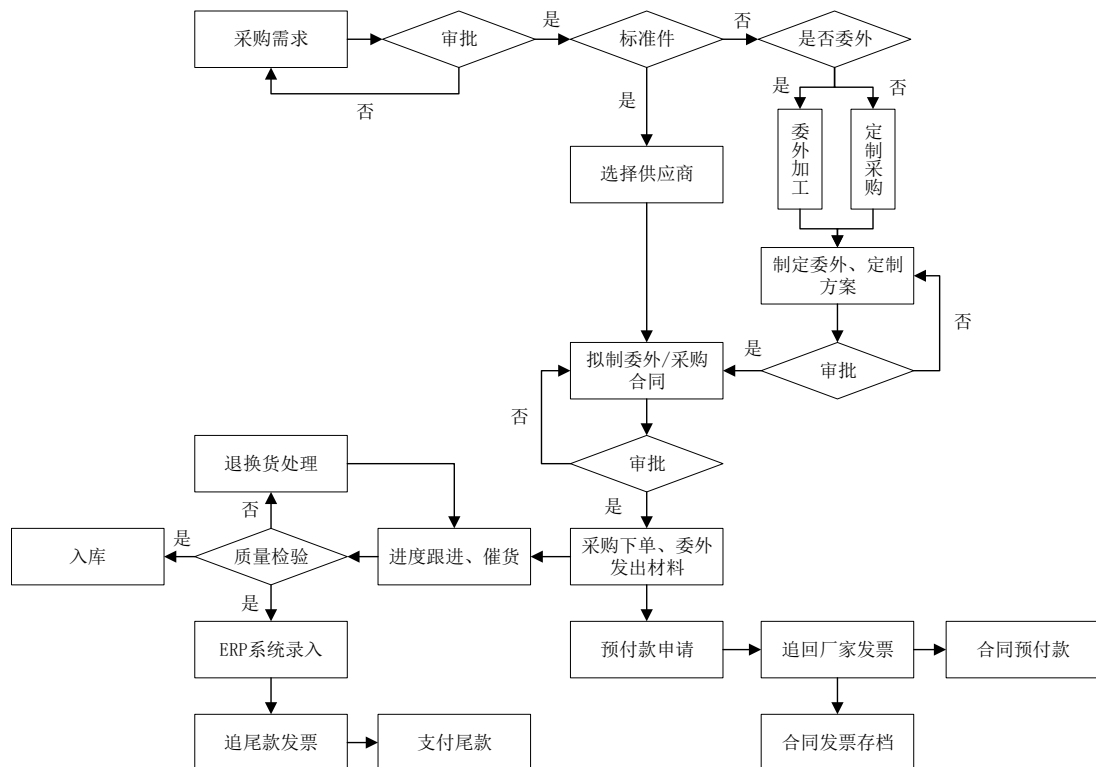 采购需求
审批
是
标准件
否
是否委外
否
是
是
否
委外加工
定制采购
选择供应商
制定委外、定制
方案
否
是
审批
拟制委外/采购
合同
否
审批
是
退换货处理
否
入库
是
质量检验
进度跟进、催货
采购下单、委外
发出材料
是
ERP系统录入
预付款申请
追回厂家发票
合同预付款
追尾款发票
支付尾款
合同发票存档